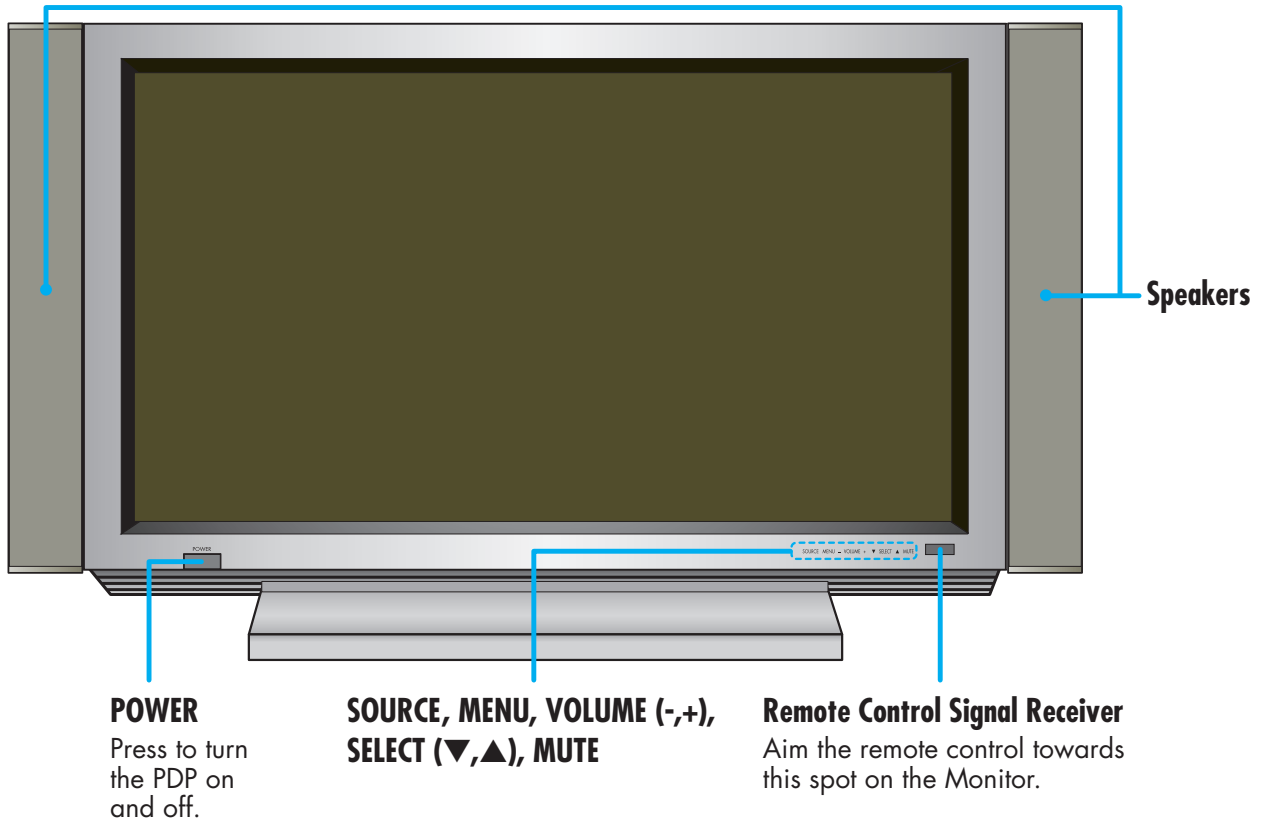 Speakers
POWER
SOURCE MENU – VOLUME + ▼ SELECT ▲ MUTE
POWER
Press to turn
the PDP on
and off.
SOURCE, MENU, VOLUME (-,+),
SELECT (▼,▲), MUTE
Remote Control Signal Receiver
Aim the remote control towards
this spot on the Monitor.